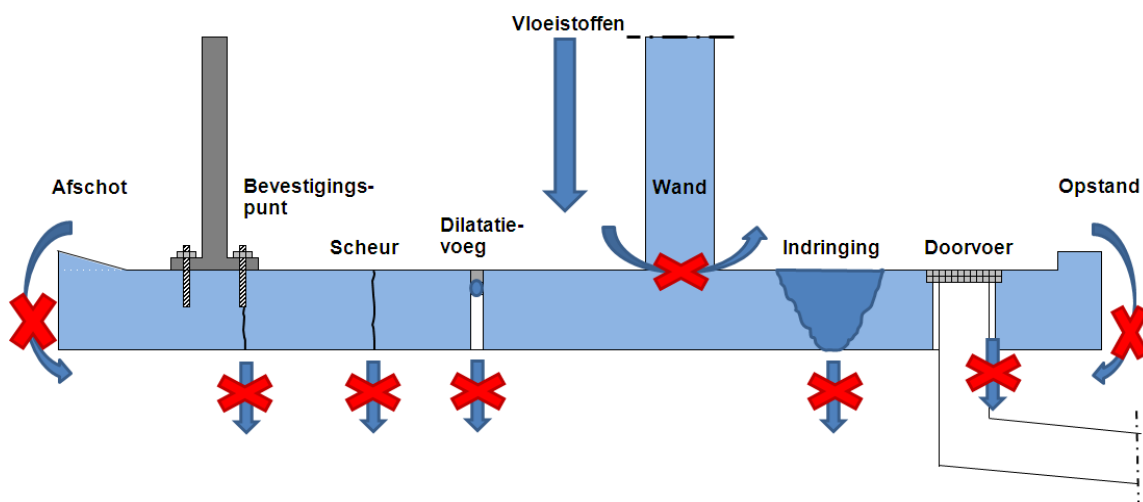 Vloeistoffen
Afschot
Bevestigings-
punt
Scheur
Dilatatie-
voeg
Wand
Indringing
Doorvoer
Opstand